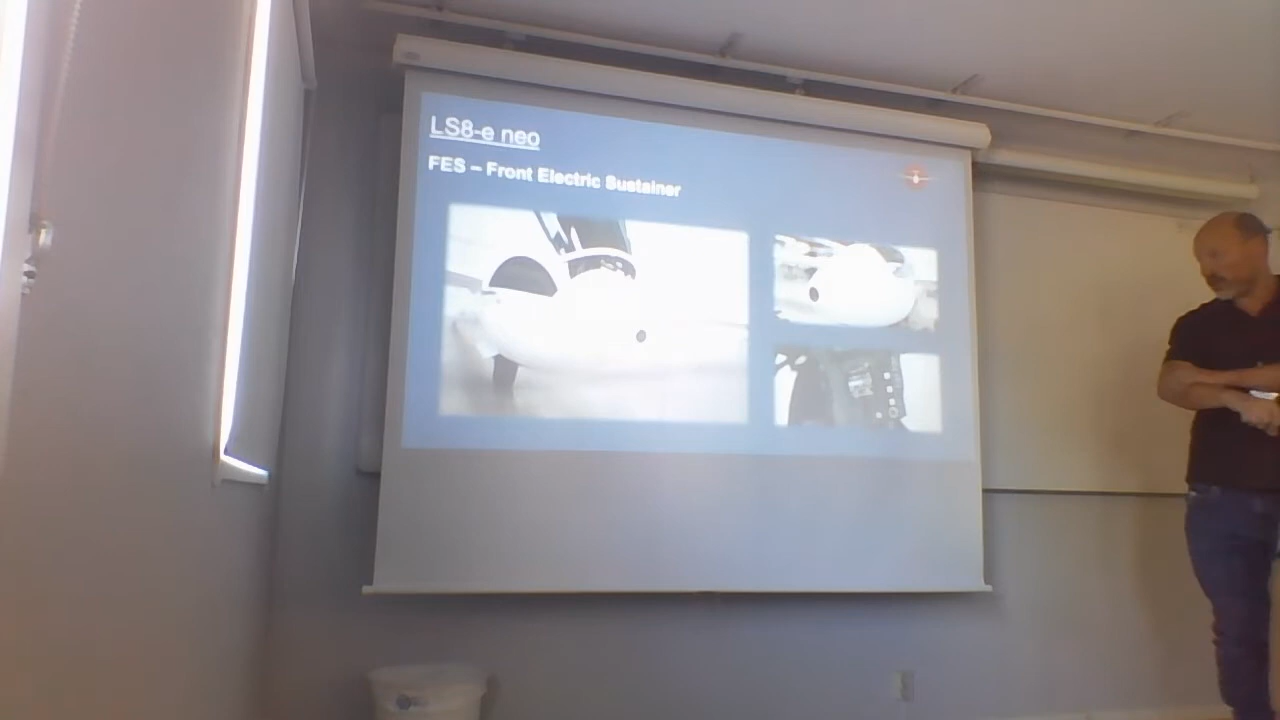 LS8-e neo
FES – Front Electric Sustainer